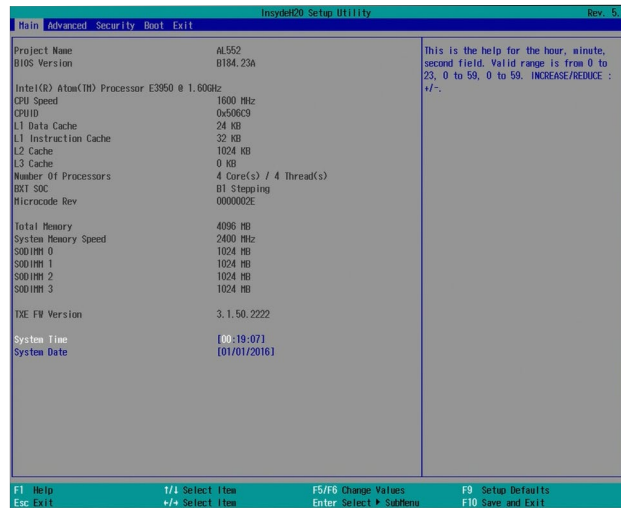 InsydeH20 Setup Utility Rev. 5.
Main Advanced Security Boot Exit
Project Name AL552
BIOS Version B184.23A
Intel(R) Atom(TM) Processor E3950 @ 1.60GHz
CPU Speed 1600 MHz
CPUID 0x506C9
L1 Data Cache 24 KB
L1 Instruction Cache 32 KB
L2 Cache 1024 KB
L3 Cache 0 KB
Number Of Processors 4 Core(s) / 4 Thread(s)
BXT SOC B1 Stepping
Microcode Rev 0000002E
Total Memory 4096 MB
System Memory Speed 2400 MHz
SODIMM 0 1024 MB
SODIMM 1 1024 MB
SODIMM 2 1024 MB
SODIMM 3 1024 MB
TXE FW Version 3.1.50.2222
System Time [00:19:07]
System Date [01/01/2016]
This is the help for the hour, minute,
second field. Valid range is from 0 to
23, 0 to 59, 0 to 59. INCREASE/REDUCE :
+/-.
F1 Help ↑/↓ Select Item F5/F6 Change Values F9 Setup Defaults
Esc Exit ←/→ Select Item Enter Select ▶ SubMenu F10 Save and Exit